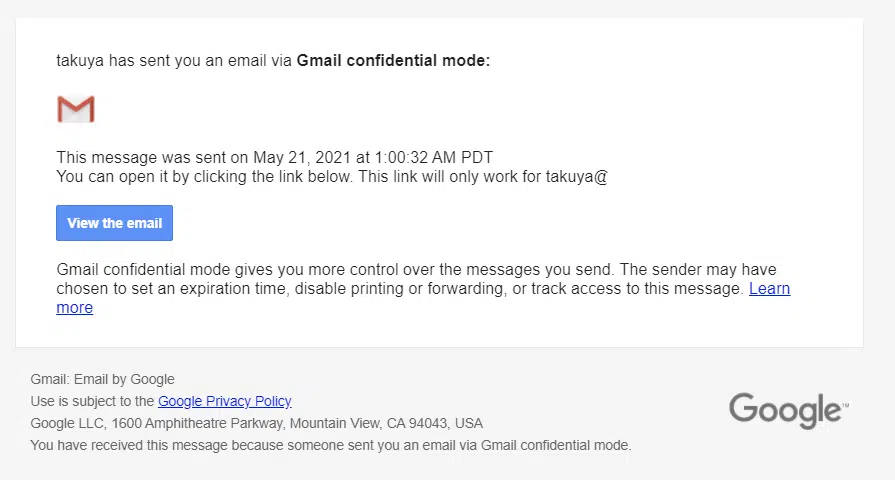 takuya has sent you an email via Gmail confidential mode:
This message was sent on May 21, 2021 at 1:00:32 AM PDT
You can open it by clicking the link below. This link will only work for takuya@
View the email
Gmail confidential mode gives you more control over the messages you send. The sender may have
chosen to set an expiration time, disable printing or forwarding, or track access to this message. Learn
more
Gmail: Email by Google
Use is subject to the Google Privacy Policy
Google LLC, 1600 Amphitheatre Parkway, Mountain View, CA 94043, USA
You have received this message because someone sent you an email via Gmail confidential mode.
Google™